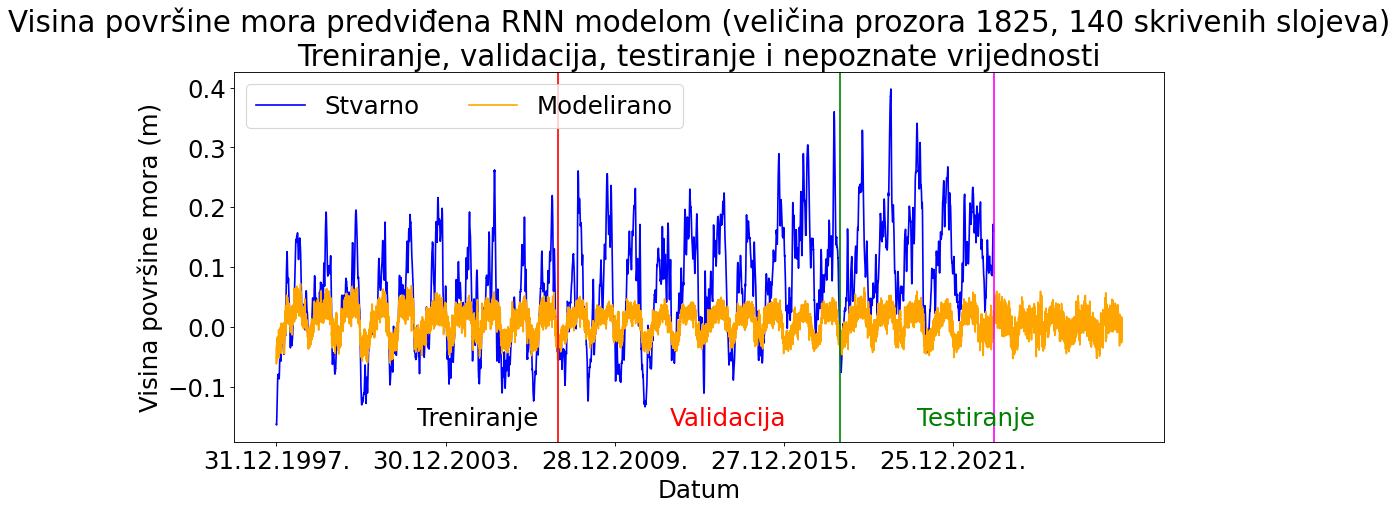 Visina površine mora predviđena RNN modelom (veličina prozora 1825, 140 skrivenih slojeva)
Treniranje, validacija, testiranje i nepoznate vrijednosti
Stvarno Modelirano
0.4
0.3
0.2
0.1
0.0
−0.1
Visina površine mora (m)
Treniranje Validacija Testiranje
31.12.1997. 30.12.2003. 28.12.2009. 27.12.2015. 25.12.2021.
Datum